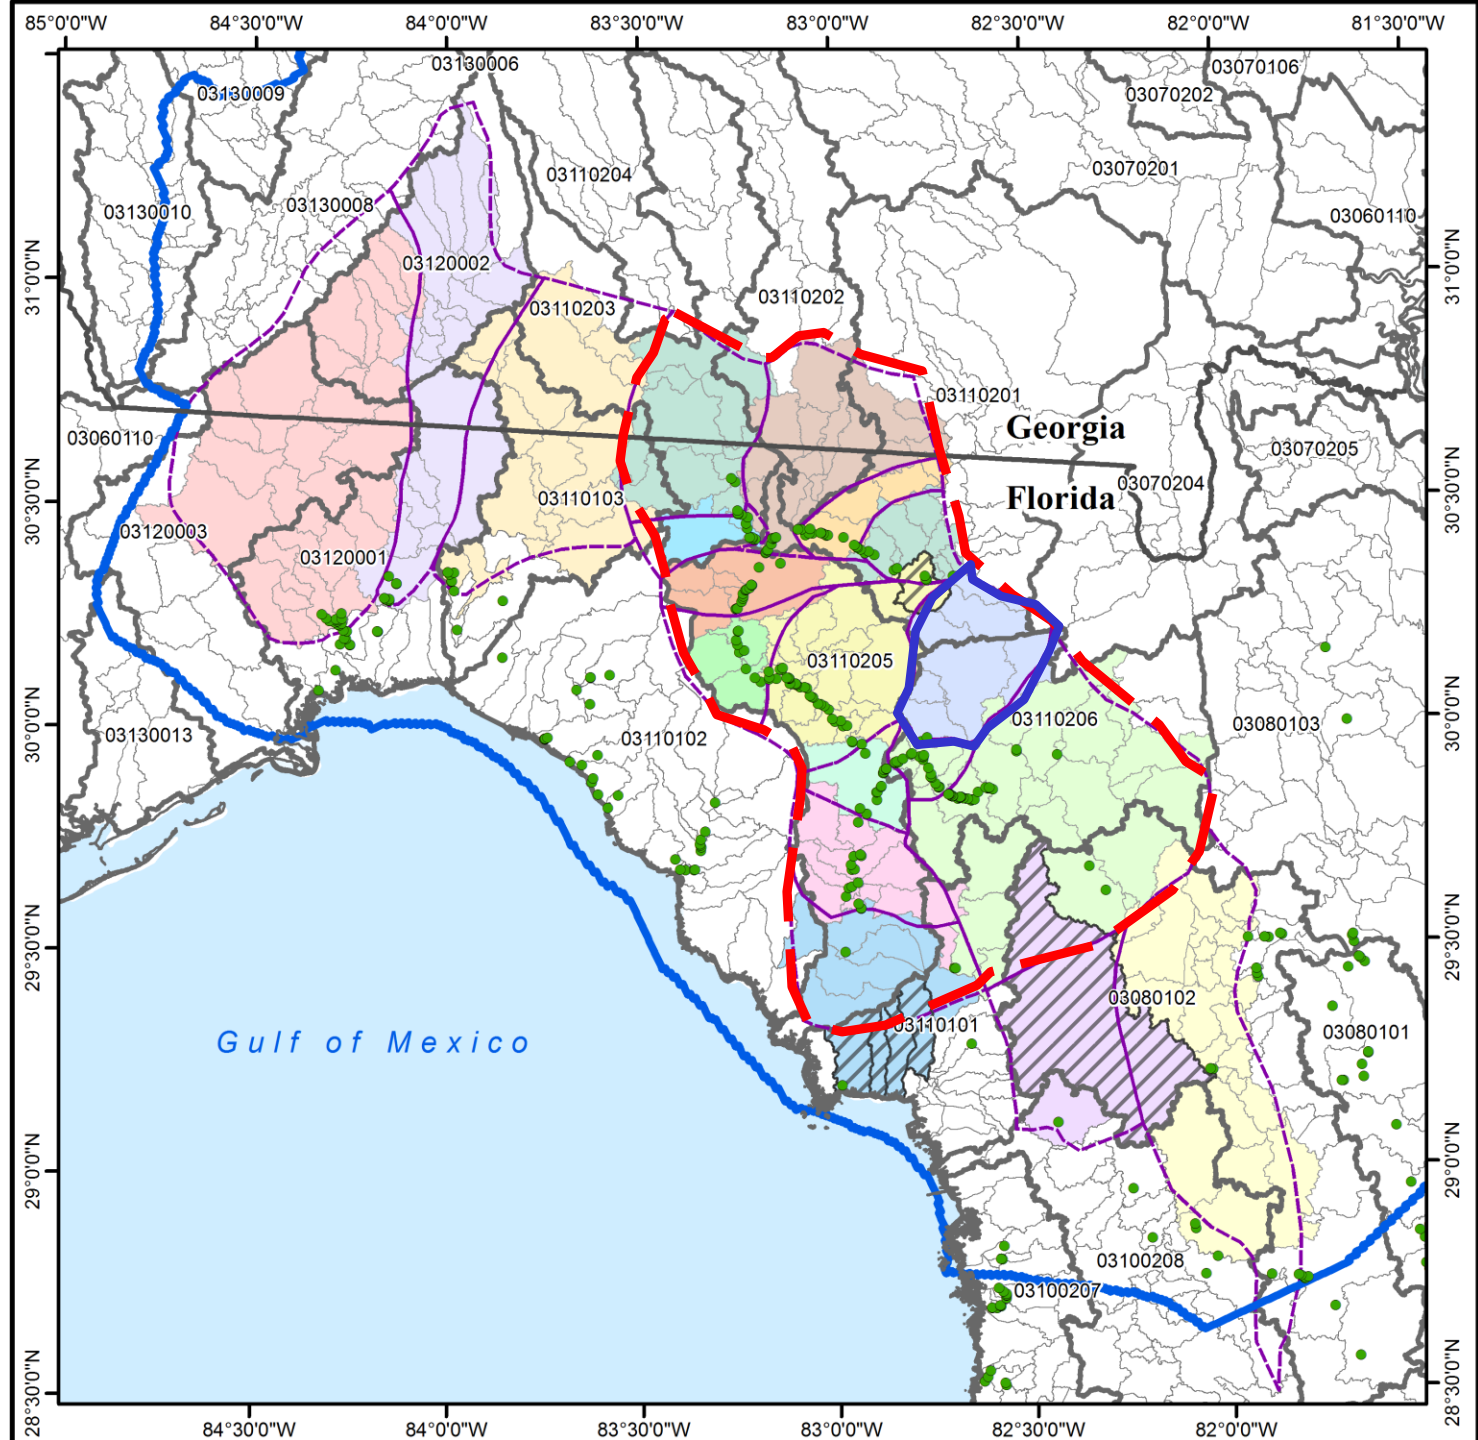 85°0'0"W 84°30'0"W 84°0'0"W 83°30'0"W 83°0'0"W 82°30'0"W 82°0'0"W 81°30'0"W
03130006
03070106
03130009
03070202
03110204
03070201
03130008
03130010
03060110
03120002
31°0'0"N
31°0'0"N
03110202
03110203
03110201
Georgia
03060110
03070205
03070204
Florida
03110103
30°30'0"N
30°30'0"N
03120003
03120001
03110205
03110206
03080103
30°0'0"N
30°0'0"N
03130013
03110102
29°30'0"N
29°30'0"N
03080102
03110101
03080101
Gulf of Mexico
29°0'0"N
29°0'0"N
03100208
03100207
28°30'0"N
28°30'0"N
84°30'0"W 84°0'0"W 83°30'0"W 83°0'0"W 82°30'0"W 82°0'0"W